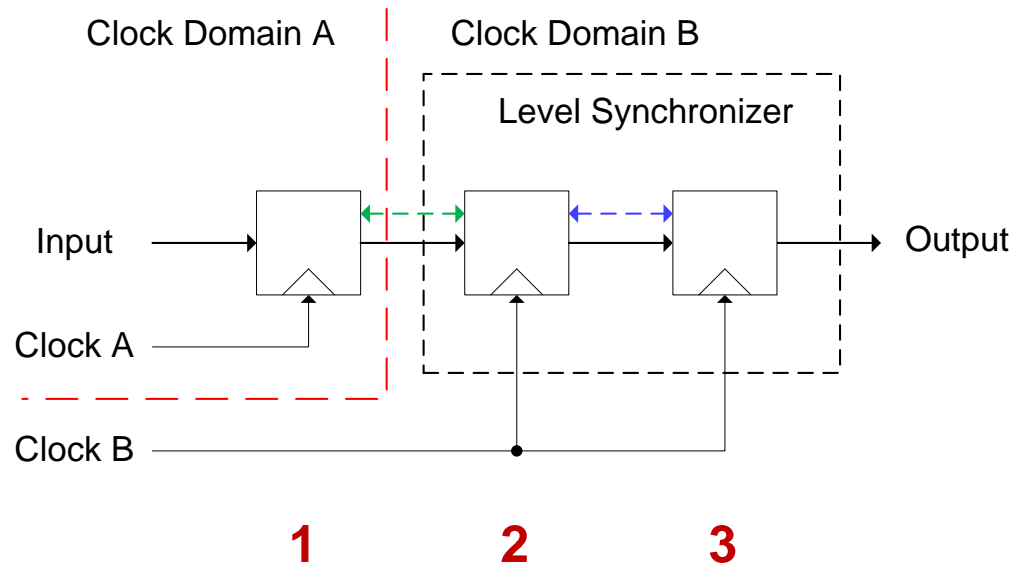 Clock Domain A
Clock Domain B
Level Synchronizer
Input
Output
Clock A
Clock B
1
2
3